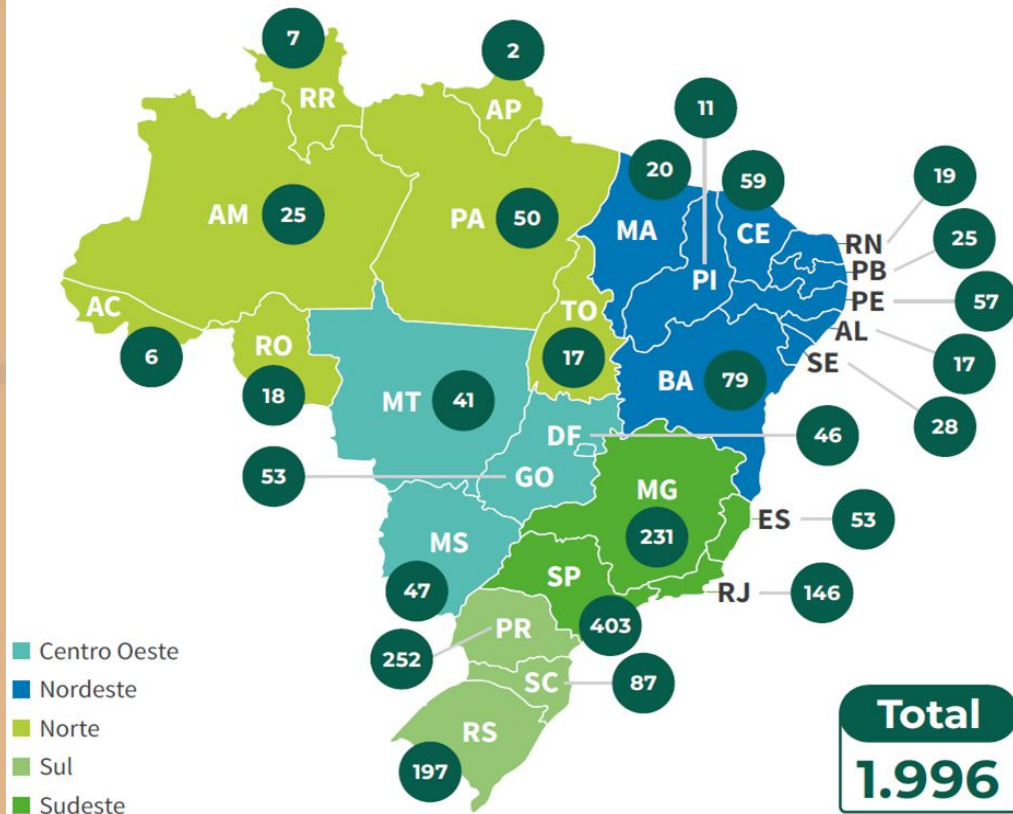 7
RR
2
AP
11
AM
25
PA
50
20
MA
59
CE
PI
19
RN
25
PB
PE
57
AL
17
SE
28
AC
6
RO
18
TO
17
MT
41
BA
79
DF
46
53
GO
MG
231
ES
53
MS
47
SP
403
RJ
146
252
PR
SC
87
RS
197
Centro Oeste
Nordeste
Norte
Sul
Sudeste
Total
1.996